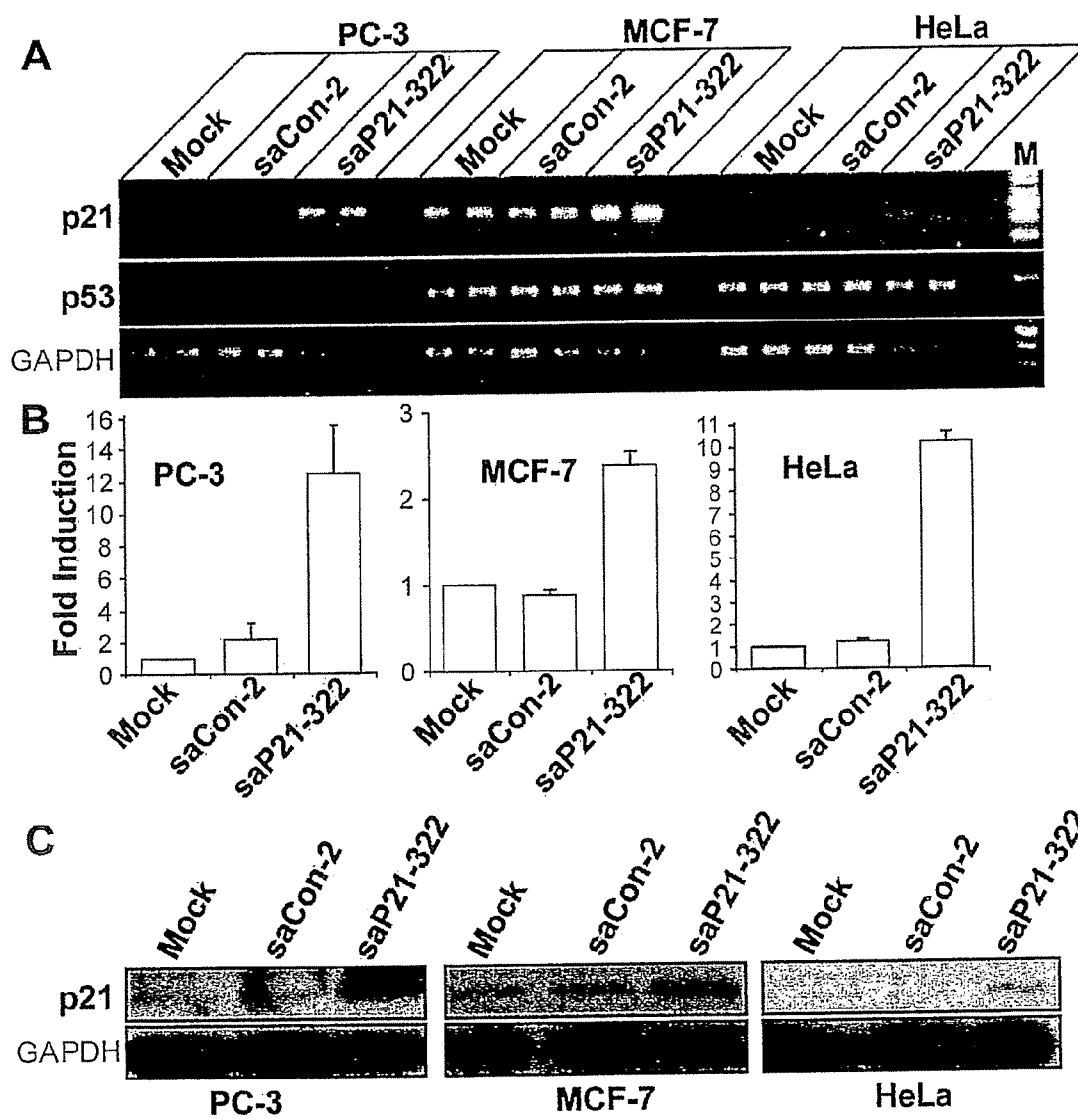 PC-3 MCF-7 HeLa
A
Mock saCon-2 saP21-322 Mock saCon-2 saP21-322 Mock saCon-2 saP21-322 M
p21
p53
GAPDH
B
Fold Induction
16
14
12
10
8
6
4
2
0
PC-3
Mock saCon-2 saP21-322
3
2
1
0
MCF-7
Mock saCon-2 saP21-322
11
10
9
8
7
6
5
4
3
2
1
0
HeLa
Mock saCon-2 saP21-322
C
Mock saCon-2 saP21-322 Mock saCon-2 saP21-322 Mock saCon-2 saP21-322
p21
GAPDH
PC-3 MCF-7 HeLa